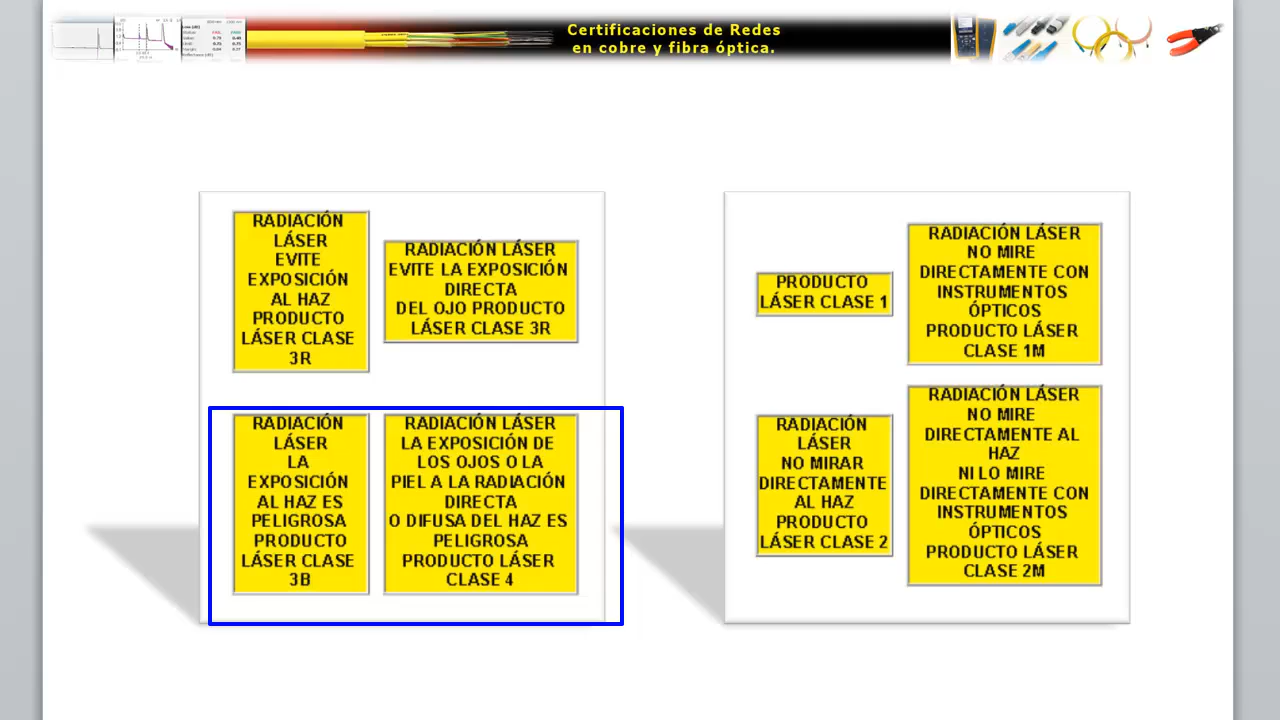 Certificaciones de Redes
en cobre y fibra óptica.
RADIACIÓN
LÁSER
EVITE
EXPOSICIÓN
AL HAZ
PRODUCTO
LÁSER CLASE
3R
RADIACIÓN LÁSER
EVITE LA EXPOSICIÓN
DIRECTA
DEL OJO PRODUCTO
LÁSER CLASE 3R
RADIACIÓN
LÁSER
LA
EXPOSICIÓN
AL HAZ ES
PELIGROSA
PRODUCTO
LÁSER CLASE
3B
RADIACIÓN LÁSER
LA EXPOSICIÓN DE
LOS OJOS O LA
PIEL A LA RADIACIÓN
DIRECTA
O DIFUSA DEL HAZ ES
PELIGROSA
PRODUCTO LÁSER
CLASE 4
PRODUCTO
LÁSER CLASE 1
RADIACIÓN LÁSER
NO MIRE
DIRECTAMENTE CON
INSTRUMENTOS
ÓPTICOS
PRODUCTO LÁSER
CLASE 1M
RADIACIÓN
LÁSER
NO MIRAR
DIRECTAMENTE
AL HAZ
PRODUCTO
LÁSER CLASE 2
RADIACIÓN LÁSER
NO MIRE
DIRECTAMENTE AL
HAZ
NI LO MIRE
DIRECTAMENTE CON
INSTRUMENTOS
ÓPTICOS
PRODUCTO LÁSER
CLASE 2M